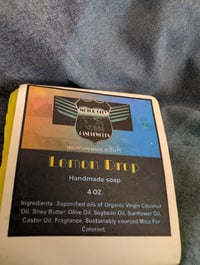 CANDLEWORKS
Lemon Drop
Handmade soap
4 OZ.
Ingredients: Saponified oils of Organic Virgin Coconut
Oil, Shea Butter, Olive Oil, Soybean Oil, Sunflower Oil,
Castor Oil, Fragrance, Sustainably sourced Mica For
Colorant.